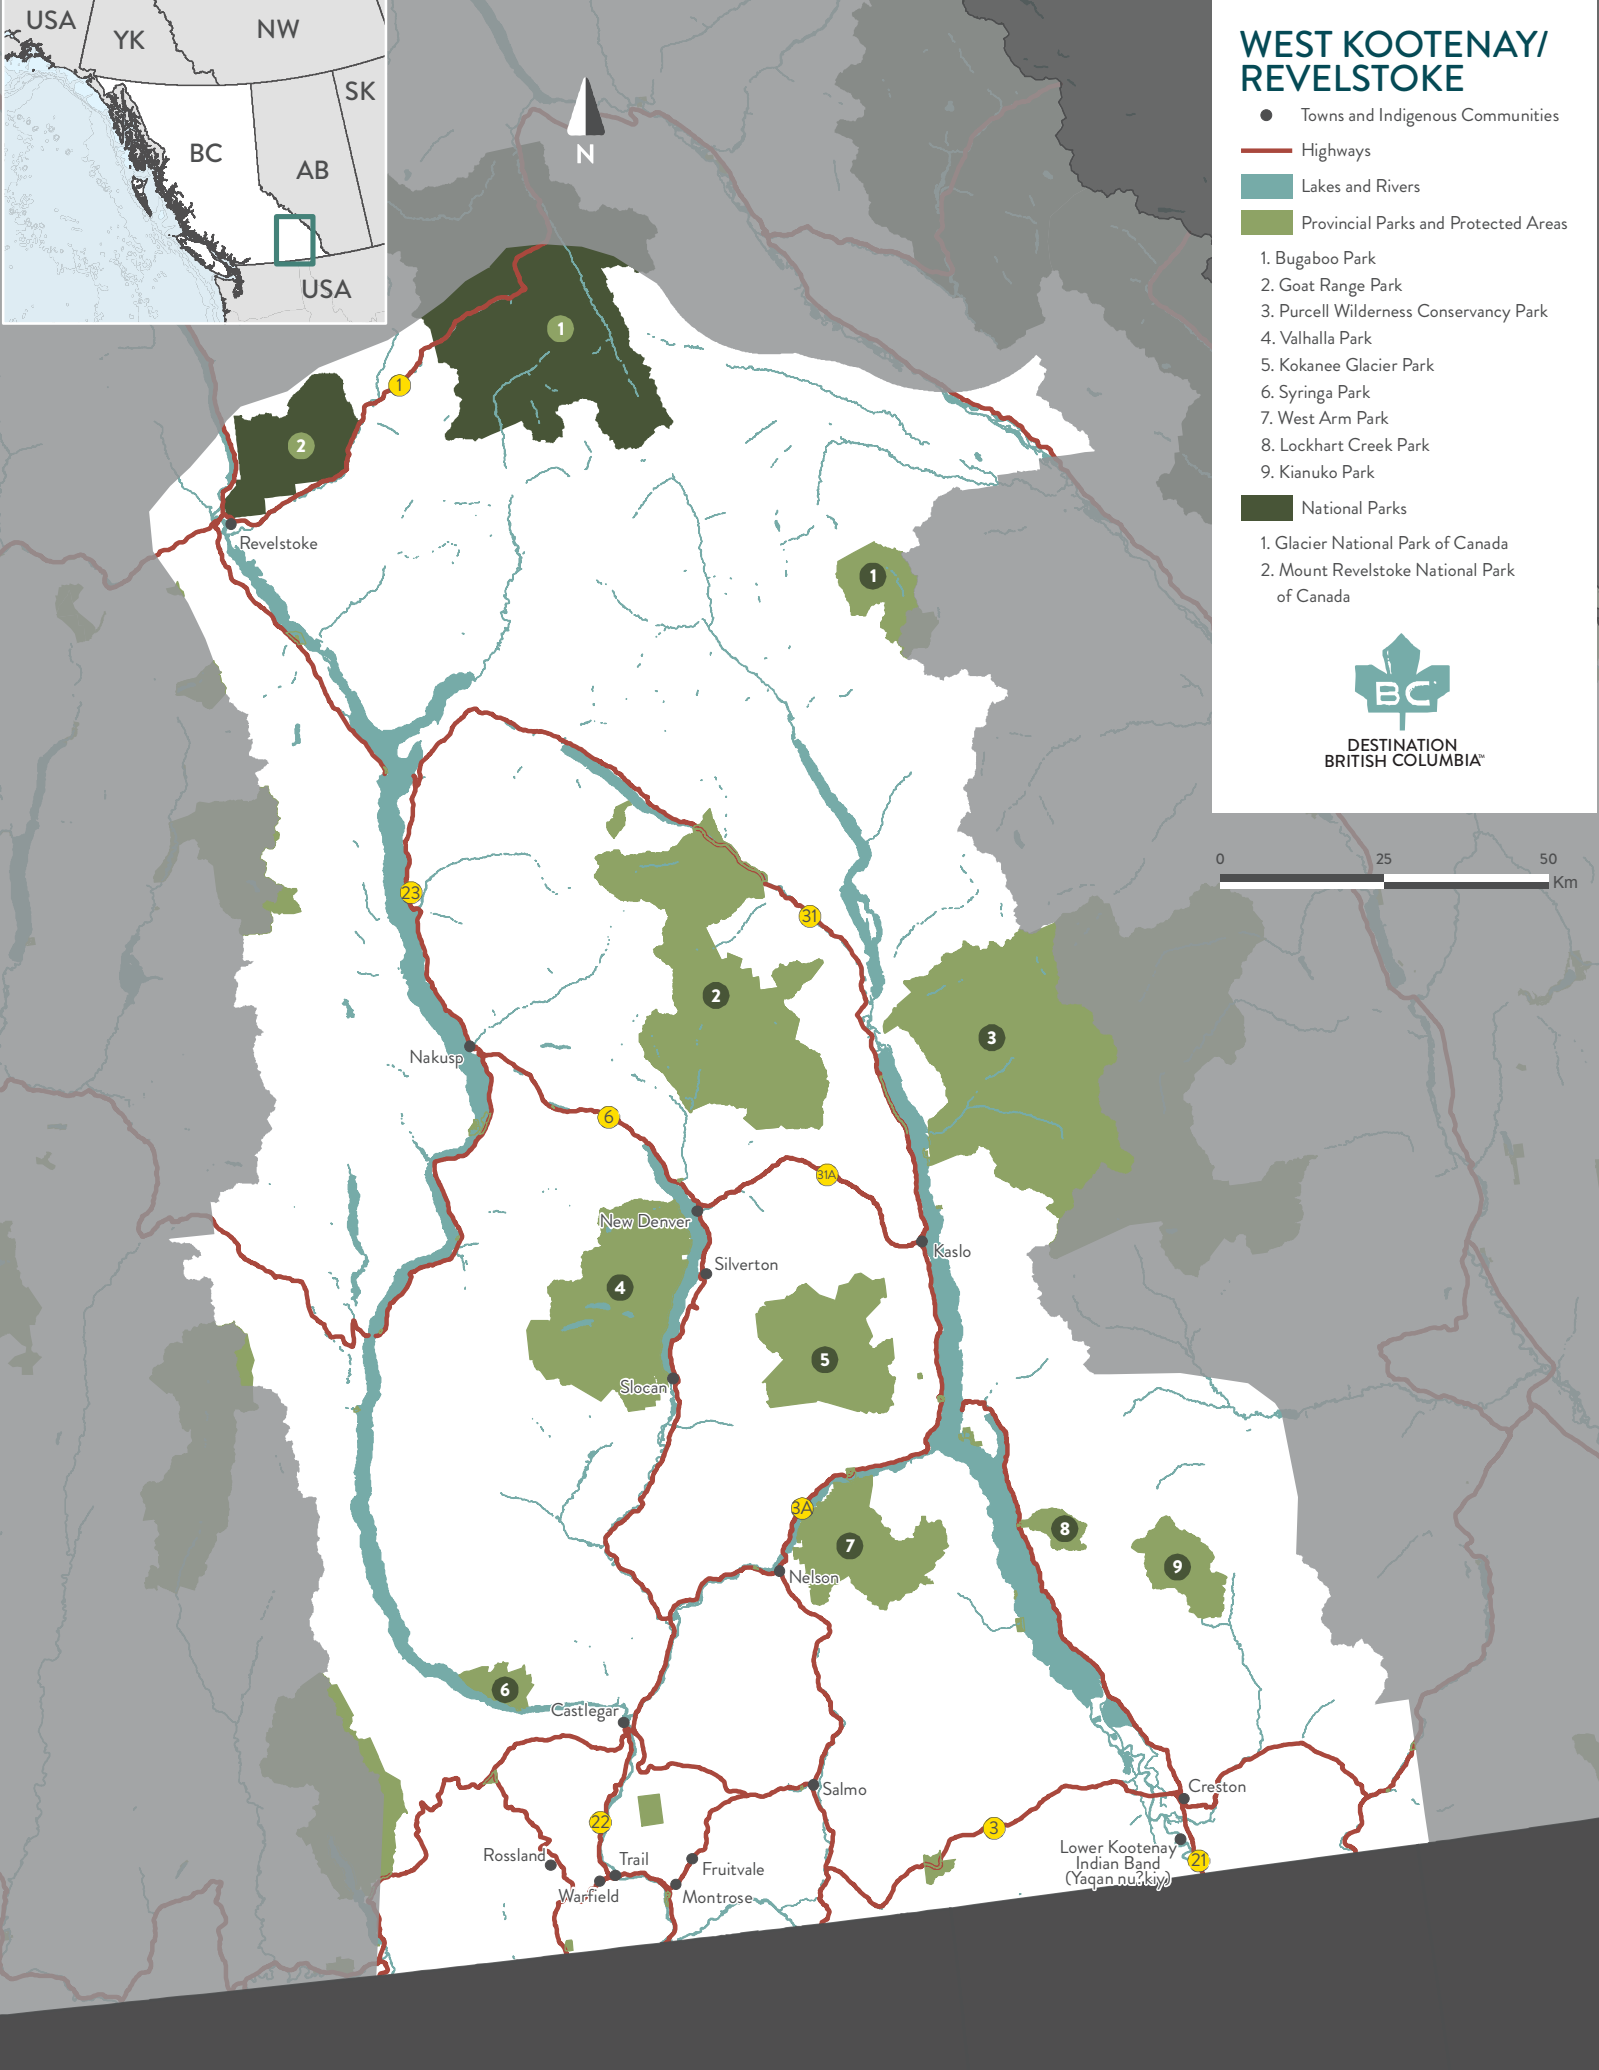 USA
YK
NW
SK
BC
AB
USA
N
WEST KOOTENAY/
REVELSTOKE
Towns and Indigenous Communities
Highways
Lakes and Rivers
Provincial Parks and Protected Areas
1. Bugaboo Park
2. Goat Range Park
3. Purcell Wilderness Conservancy Park
4. Valhalla Park
5. Kokanee Glacier Park
6. Syringa Park
7. West Arm Park
8. Lockhart Creek Park
9. Kianuko Park
National Parks
1. Glacier National Park of Canada
2. Mount Revelstoke National Park
of Canada
BC
DESTINATION
BRITISH COLUMBIA™
0 25 50
Km
1
1
2
Revelstoke
1
23
31
2
3
Nakusp
6
31A
New Denver
Kaslo
Silverton
4
5
Slocan
3A
8
7
9
Nelson
6
Castlegar
Salmo
Creston
22
3
Lower Kootenay
Indian Band
(Yaqan nu?kiy)
21
Rossland
Trail
Fruitvale
Warfield
Montrose